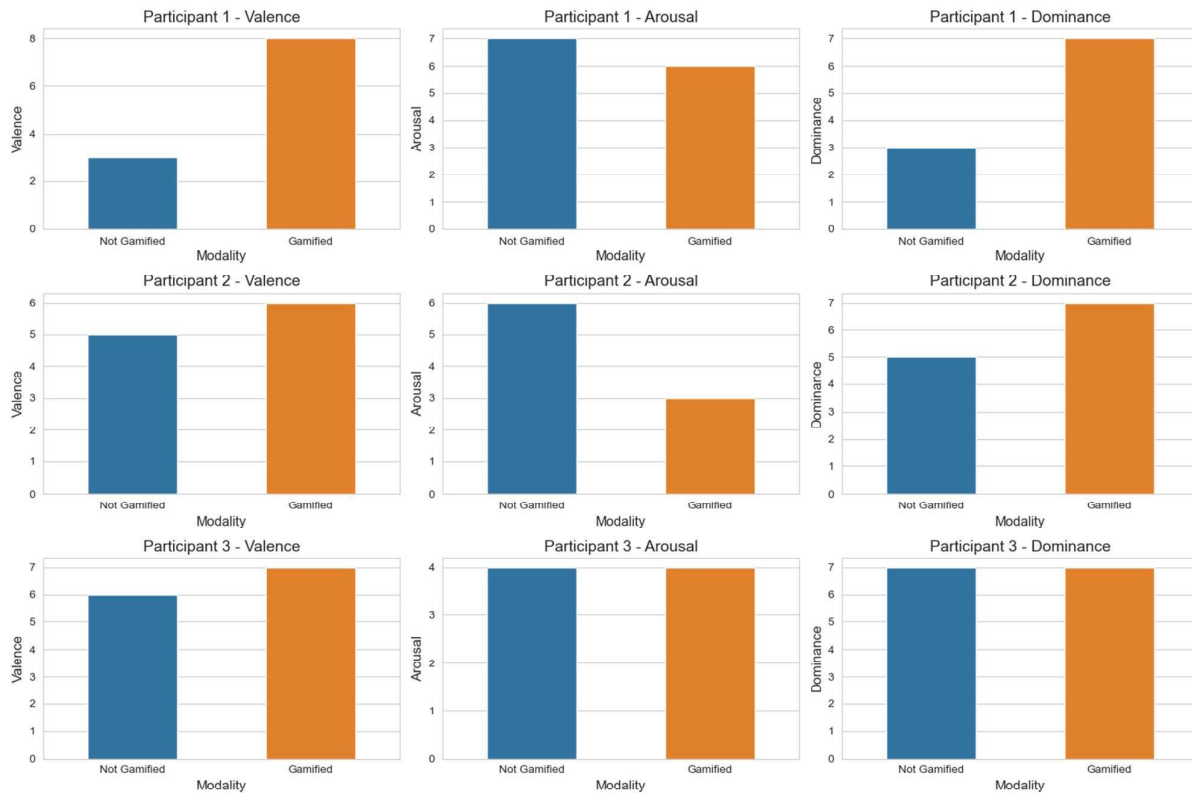 Participant 1 - Valence
Valence
8
6
4
2
0
Not Gamified
Gamified
Modality
Participant 1 - Arousal
Arousal
7
6
5
4
3
2
1
0
Not Gamified
Gamified
Modality
Participant 1 - Dominance
Dominance
7
6
5
4
3
2
1
0
Not Gamified
Gamified
Modality
Participant 2 - Valence
Valence
6
5
4
3
2
1
0
Not Gamified
Gamified
Modality
Participant 2 - Arousal
Arousal
6
5
4
3
2
1
0
Not Gamified
Gamified
Modality
Participant 2 - Dominance
Dominance
7
6
5
4
3
2
1
0
Not Gamified
Gamified
Modality
Participant 3 - Valence
Valence
7
6
5
4
3
2
1
0
Not Gamified
Gamified
Modality
Participant 3 - Arousal
Arousal
4
3
2
1
0
Not Gamified
Gamified
Modality
Participant 3 - Dominance
Dominance
7
6
5
4
3
2
1
0
Not Gamified
Gamified
Modality